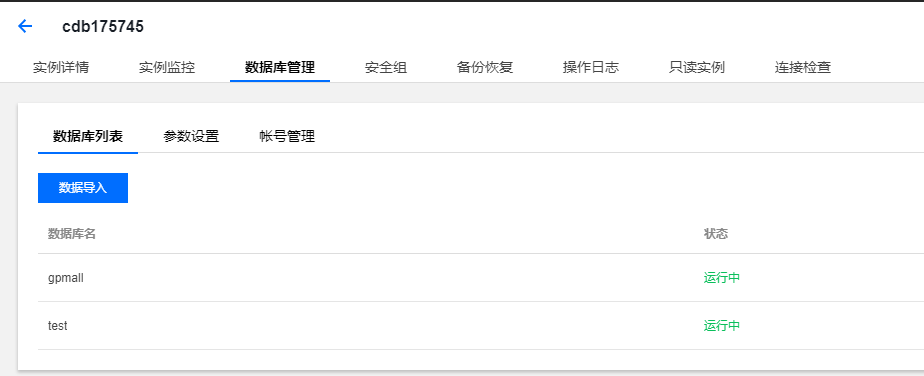 cdb175745
实例详情 实例监控 数据库管理 安全组 备份恢复 操作日志 只读实例 连接检查
数据库列表 参数设置 帐号管理
数据导入
数据库名 状态
gpmall 运行中
test 运行中